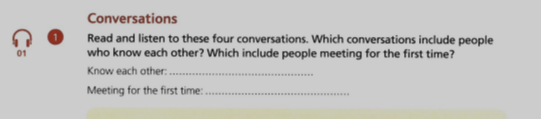 Conversations
1 Read and listen to these four conversations. Which conversations include people
01 who know each other? Which include people meeting for the first time?
Know each other: ................................................
Meeting for the first time: ................................................